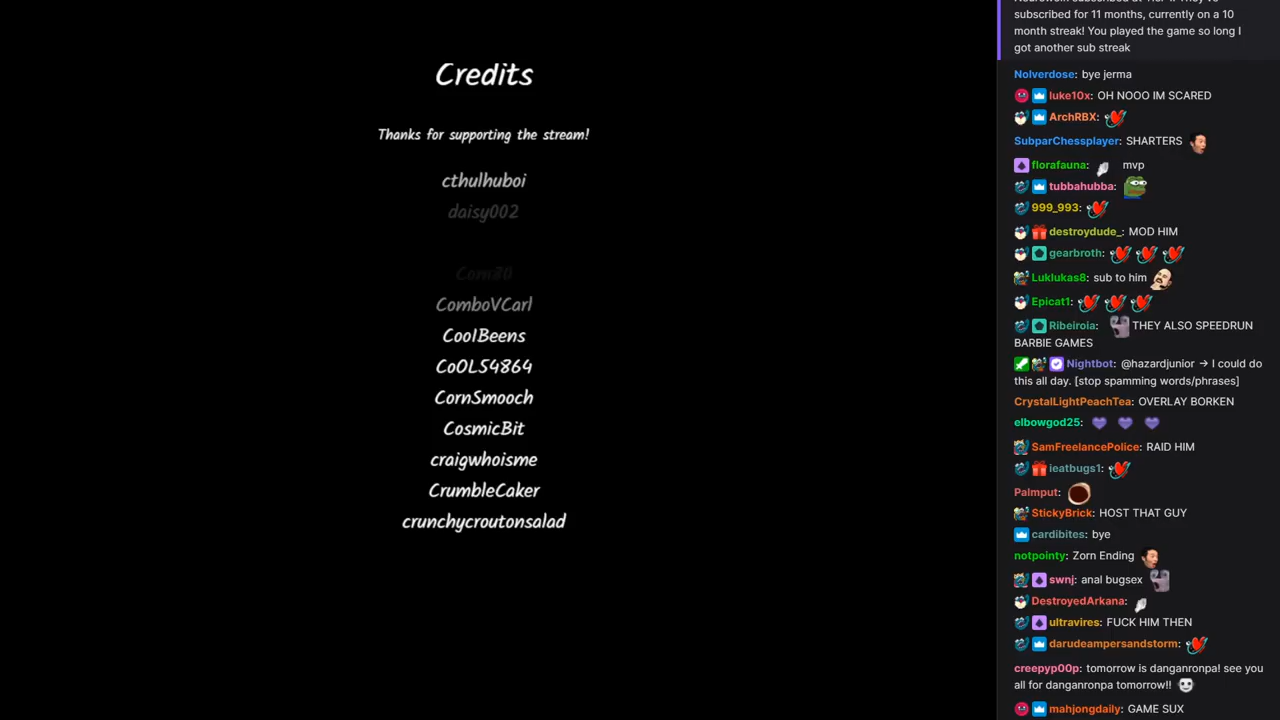 Credits
Thanks for supporting the stream!
cthulhuboi
daisy002
ComboVCarl
CoolBeens
CoOL54864
CornSmooch
CosmicBit
craigwhoisme
CrumbleCaker
crunchycroutonsalad
subscribed for 11 months, currently on a 10
month streak! You played the game so long I
got another sub streak
Nolverdose: bye jerma
luke10x: OH NOOO IM SCARED
ArchRBX:
SubparChessplayer: SHARTERS
florafauna: mvp
tubbahubba:
999_993:
destroydude_: MOD HIM
gearbroth:
Luklukas8: sub to him
Epicat1:
Ribeiroia: THEY ALSO SPEEDRUN
BARBIE GAMES
Nightbot: @hazardjunior → I could do
this all day. [stop spamming words/phrases]
CrystalLightPeachTea: OVERLAY BORKEN
elbowgod25:
SamFreelancePolice: RAID HIM
ieatbugs1:
Palmput:
StickyBrick: HOST THAT GUY
cardibites: bye
notpointy: Zorn Ending
swnj: anal bugsex
DestroyedArkana:
ultravires: FUCK HIM THEN
darudeampersandstorm:
creepyp00p: tomorrow is danganronpa! see you
all for danganronpa tomorrow!!
mahjongdaily: GAME SUX